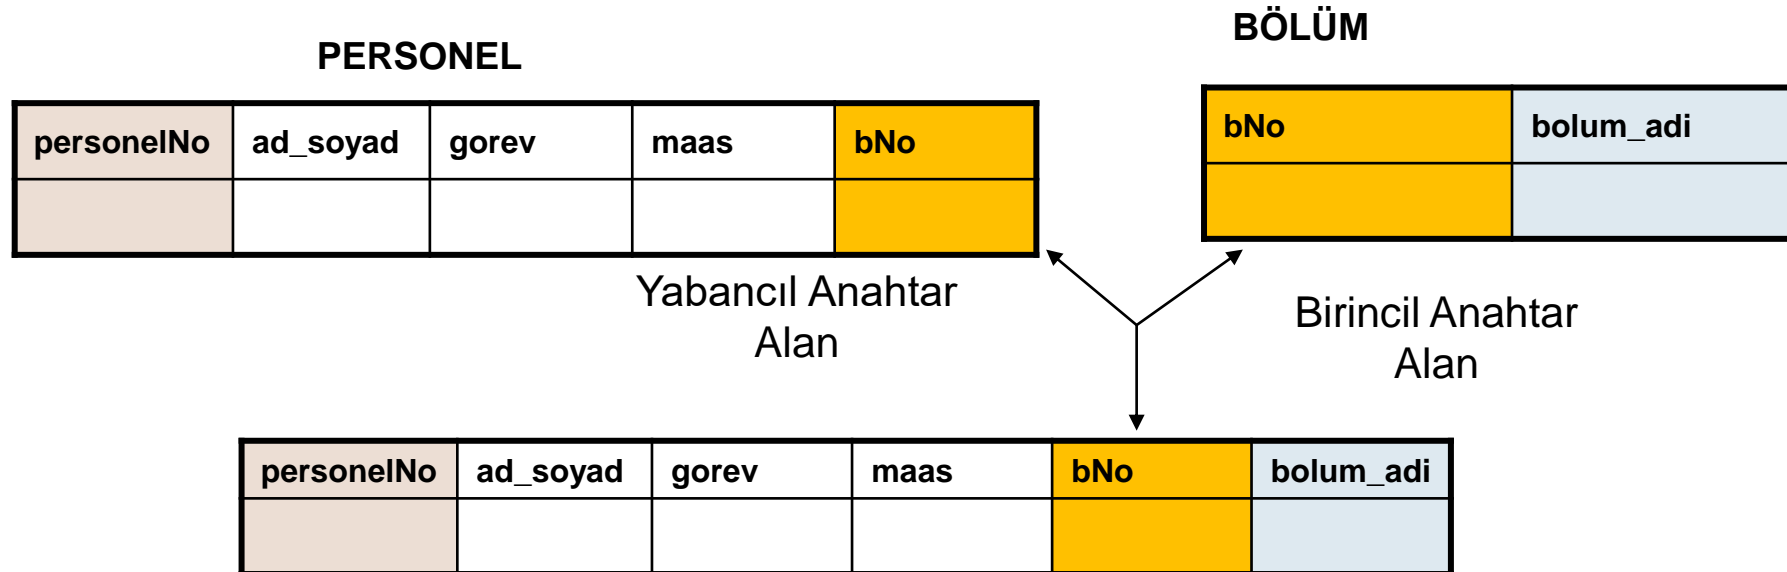 PERSONEL
BÖLÜM
personelNo ad_soyad gorev maas bNo
bNo bolum_adi
Yabancıl Anahtar
Alan
Birincil Anahtar
Alan
personelNo ad_soyad gorev maas bNo bolum_adi